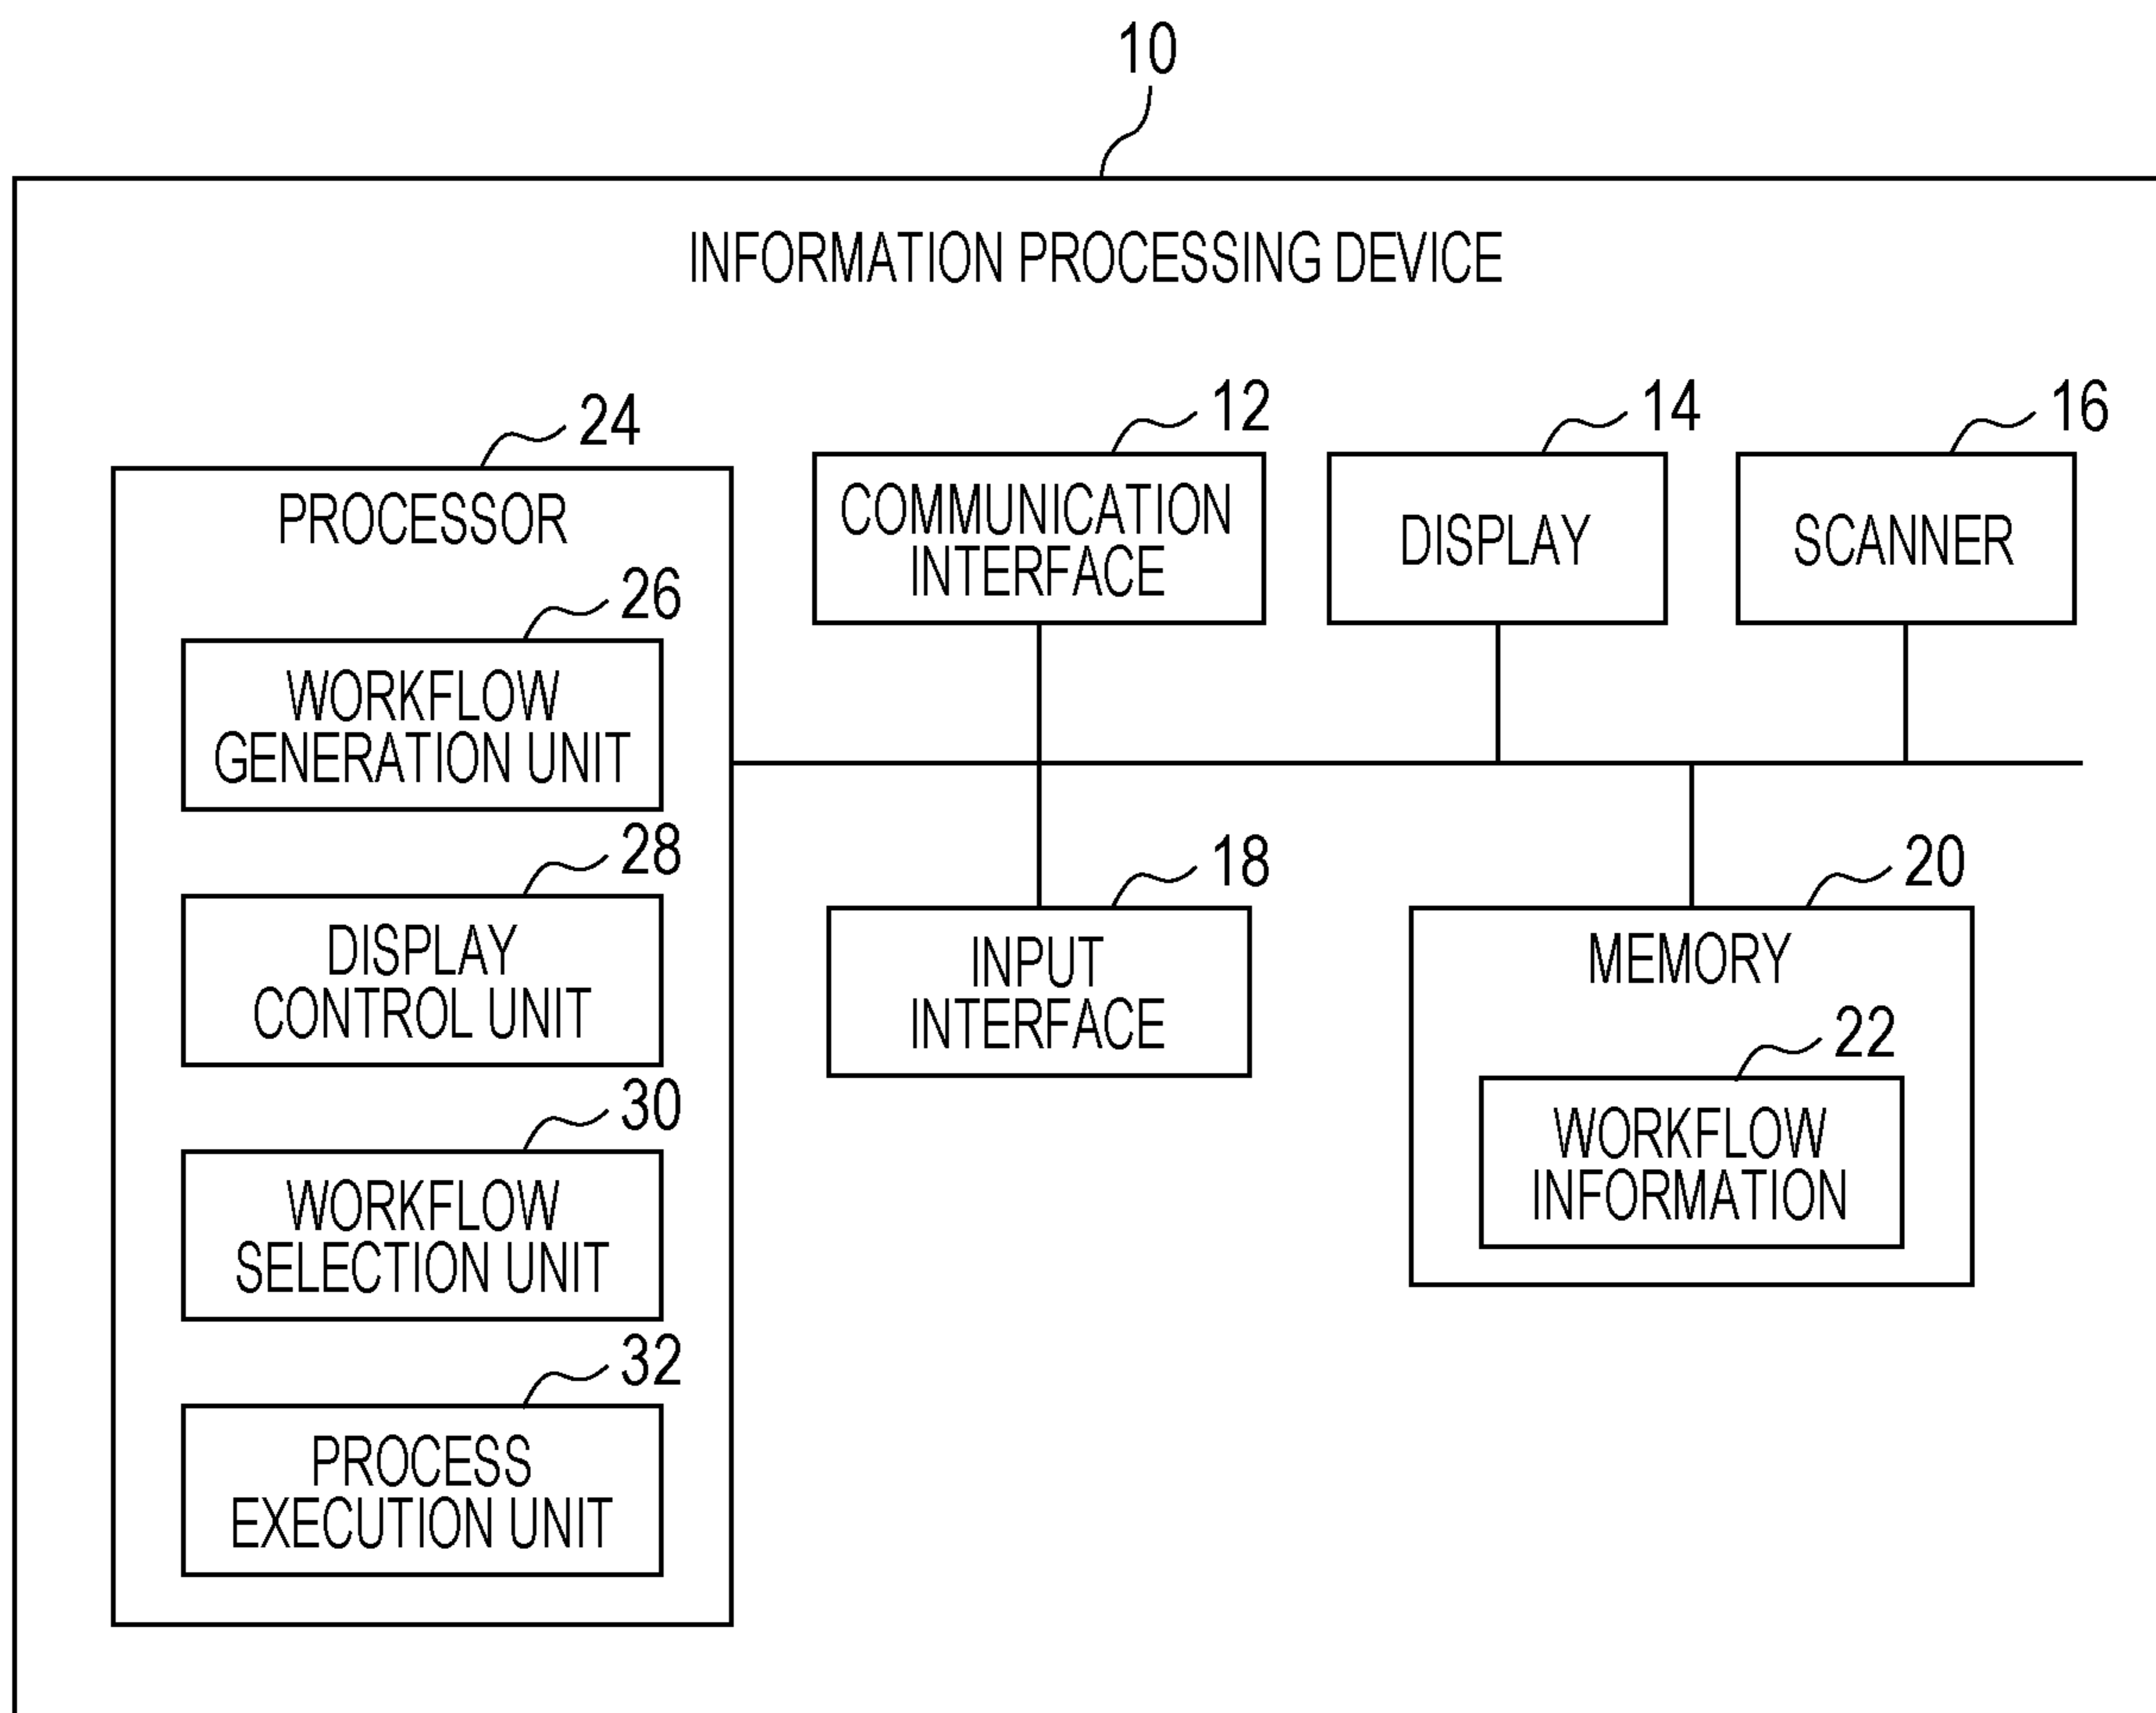 10
INFORMATION PROCESSING DEVICE
24
PROCESSOR
26
WORKFLOW
GENERATION UNIT
28
DISPLAY
CONTROL UNIT
30
WORKFLOW
SELECTION UNIT
32
PROCESS
EXECUTION UNIT
12
COMMUNICATION
INTERFACE
14
DISPLAY
16
SCANNER
18
INPUT
INTERFACE
20
MEMORY
22
WORKFLOW
INFORMATION